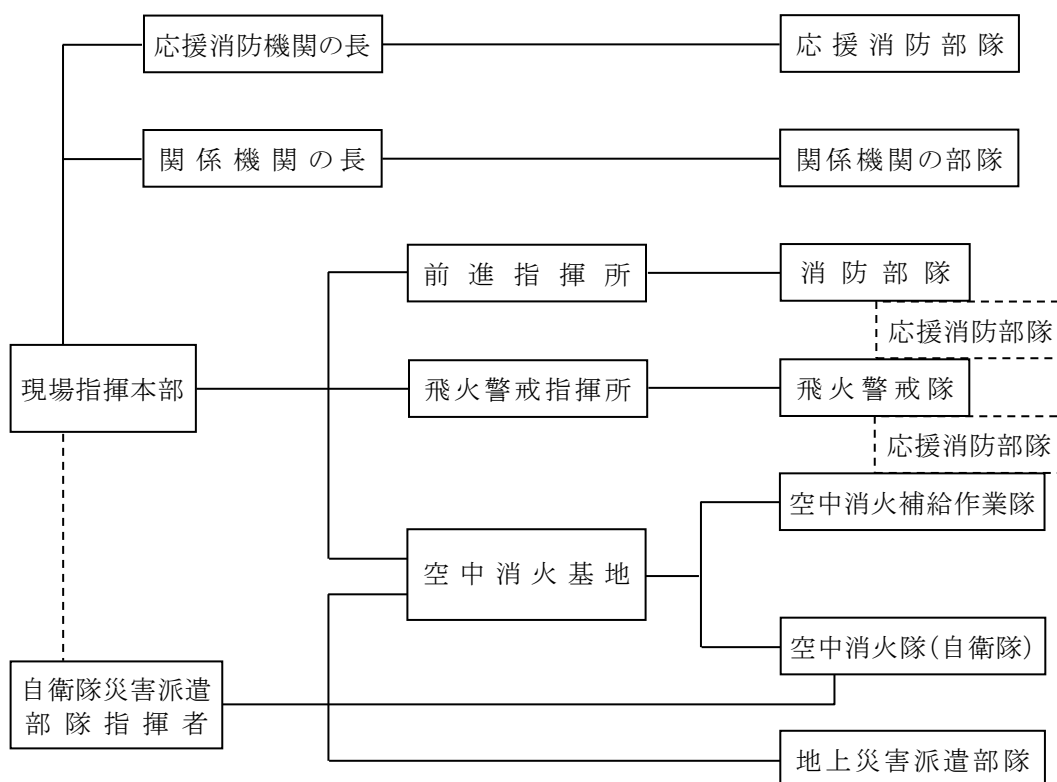 応援消防機関の長
応援消防部隊
関係機関の長
関係機関の部隊
前進指揮所
消防部隊
応援消防部隊
現場指揮本部
飛火警戒指揮所
飛火警戒隊
応援消防部隊
空中消火補給作業隊
空中消火基地
空中消火隊(自衛隊)
自衛隊災害派遣
部隊指揮者
地上災害派遣部隊